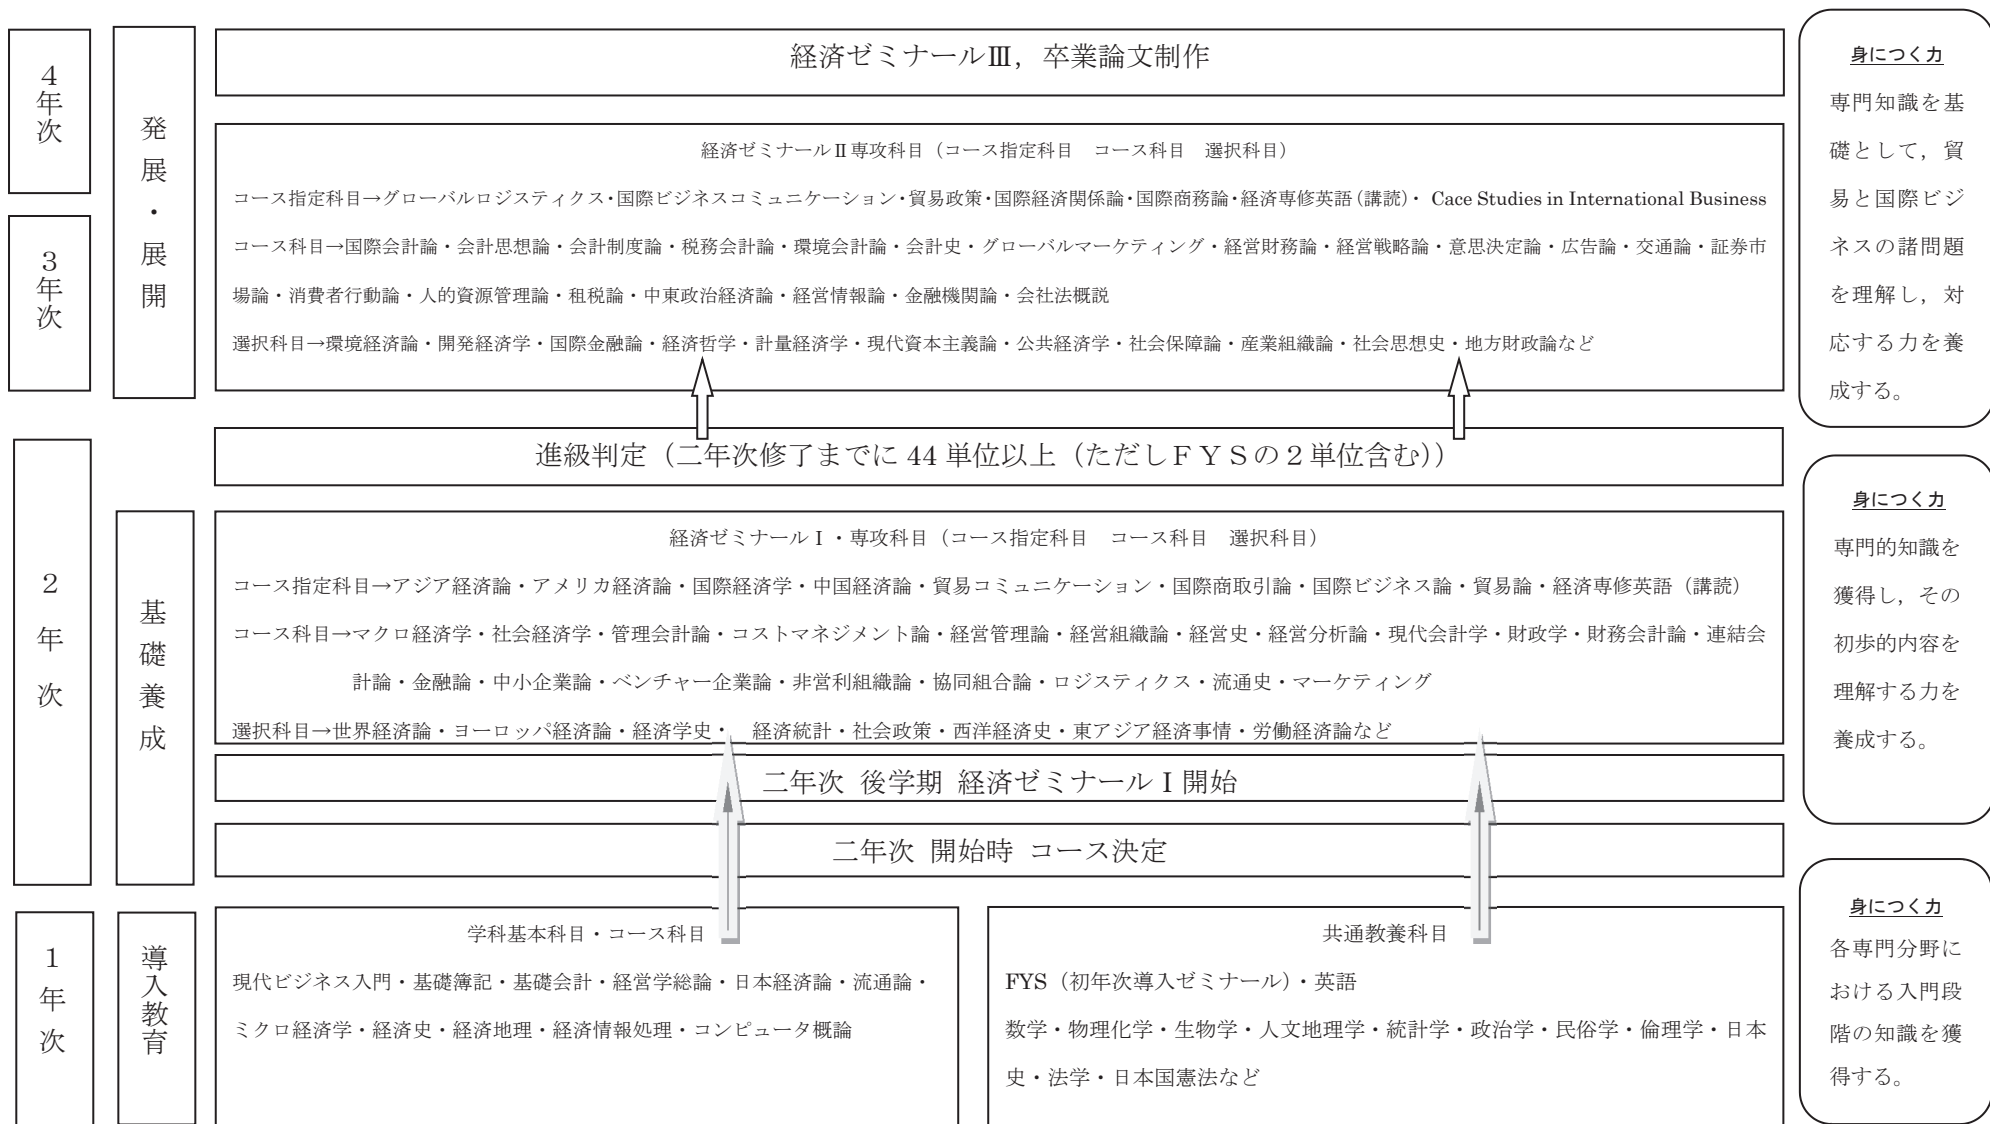 4年次
3年次
発展・展開
経済ゼミナールⅢ，卒業論文制作
経済ゼミナールⅡ専攻科目（コース指定科目　コース科目　選択科目）
コース指定科目→グローバルロジスティクス・国際ビジネスコミュニケーション・貿易政策・国際経済関係論・国際商務論・経済専修英語（講読）・ Cace Studies in International Business
コース科目→国際会計論・会計思想論・会計制度論・税務会計論・環境会計論・会計史・グローバルマーケティング・経営財務論・経営戦略論・意思決定論・広告論・交通論・証券市
場論・消費者行動論・人的資源管理論・租税論・中東政治経済論・経営情報論・金融機関論・会社法概説
選択科目→環境経済論・開発経済学・国際金融論・経済哲学・計量経済学・現代資本主義論・公共経済学・社会保障論・産業組織論・社会思想史・地方財政論など
身につく力
専門知識を基
礎として，貿
易と国際ビジ
ネスの諸問題
を理解し，対
応する力を養
成する。
進級判定（二年次修了までに 44 単位以上（ただしＦＹＳの２単位含む））
2年次
基礎養成
経済ゼミナールⅠ・専攻科目（コース指定科目　コース科目　選択科目）
コース指定科目→アジア経済論・アメリカ経済論・国際経済学・中国経済論・貿易コミュニケーション・国際商取引論・国際ビジネス論・貿易論・経済専修英語（講読）
コース科目→マクロ経済学・社会経済学・管理会計論・コストマネジメント論・経営管理論・経営組織論・経営史・経営分析論・現代会計学・財政学・財務会計論・連結会
計論・金融論・中小企業論・ベンチャー企業論・非営利組織論・協同組合論・ロジスティクス・流通史・マーケティング
選択科目→世界経済論・ヨーロッパ経済論・経済学史・　経済統計・社会政策・西洋経済史・東アジア経済事情・労働経済論など
二年次 後学期 経済ゼミナールⅠ開始
二年次 開始時 コース決定
身につく力
専門的知識を
獲得し，その
初歩的内容を
理解する力を
養成する。
1年次
導入教育
学科基本科目・コース科目
現代ビジネス入門・基礎簿記・基礎会計・経営学総論・日本経済論・流通論・
ミクロ経済学・経済史・経済地理・経済情報処理・コンピュータ概論
共通教養科目
FYS（初年次導入ゼミナール）・英語
数学・物理化学・生物学・人文地理学・統計学・政治学・民俗学・倫理学・日本
史・法学・日本国憲法など
身につく力
各専門分野に
おける入門段
階の知識を獲
得する。